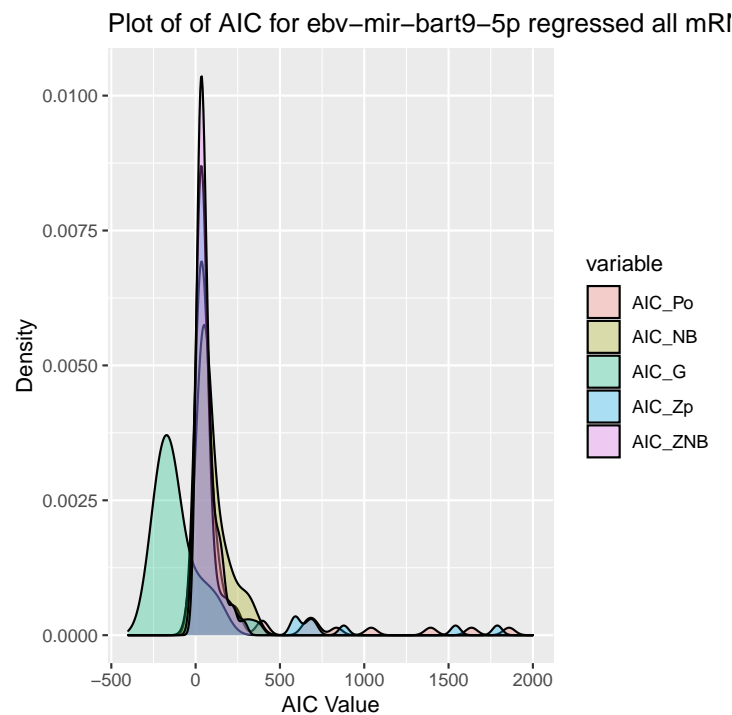 Plot of of AIC for ebv−mir−bart9−5p regressed all mRN
0.0100
0.0075
0.0050
0.0025
0.0000
Density
−500 0 500 1000 1500 2000
AIC Value
variable
AIC_Po
AIC_NB
AIC_G
AIC_Zp
AIC_ZNB